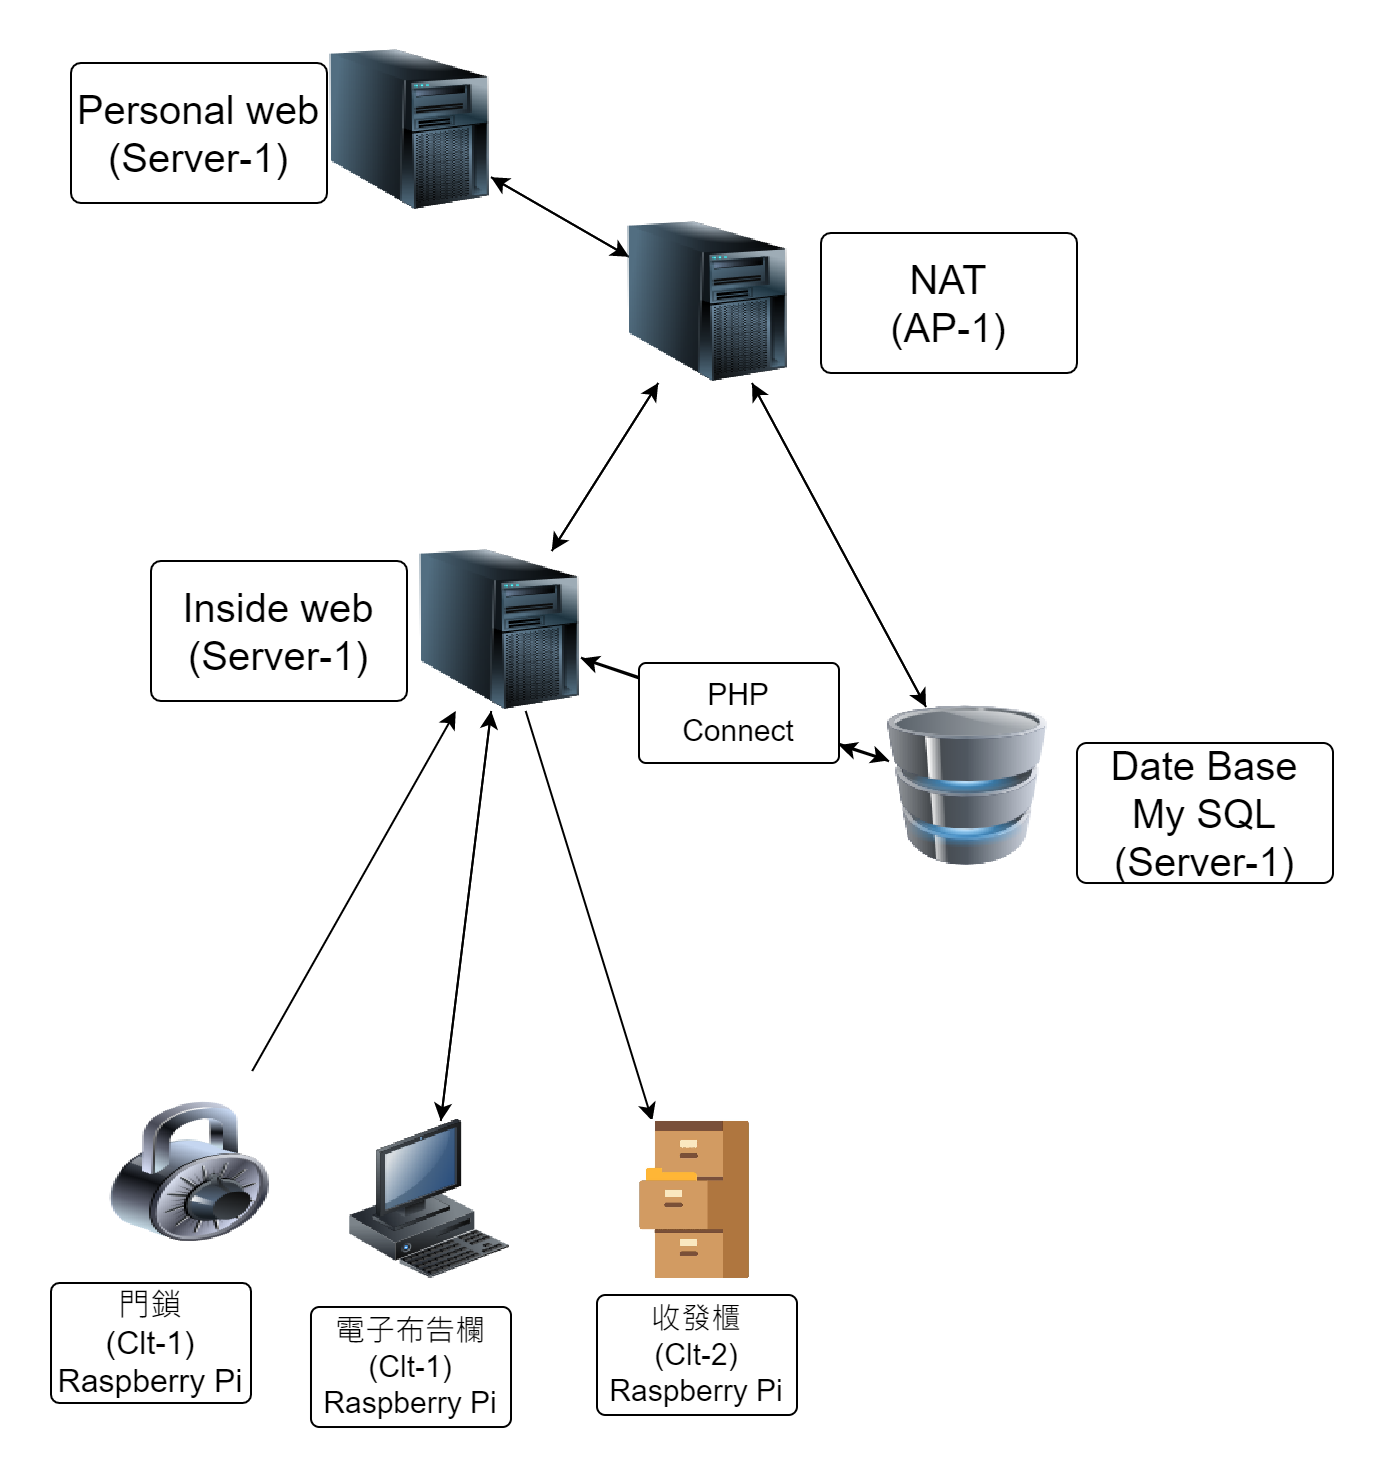 Personal web
(Server-1)
NAT
(AP-1)
Inside web
(Server-1)
PHP
Connect
Date Base
My SQL
(Server-1)
門鎖
(Clt-1)
Raspberry Pi
電子布告欄
(Clt-1)
Raspberry Pi
收發櫃
(Clt-2)
Raspberry Pi